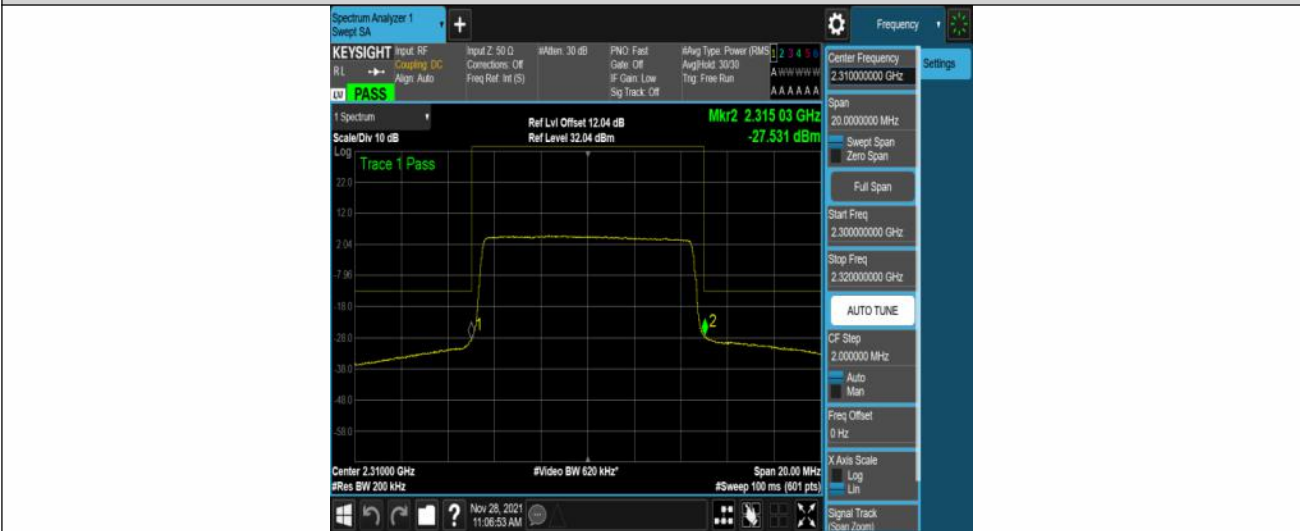 Spectrum Analyzer 1
Swept SA
+
Frequency
KEYSIGHT
RL
Input: RF
Coupling: DC
Align: Auto
Input Z: 50 Ω
Corrections: Off
Freq Ref: Int (S)
#Atten: 30 dB
PNO: Fast
Gate: Off
IF Gain: Low
Sig Track: Off
#Avg Type: Power (RMS
Avg|Hold: 30/30
Trig: Free Run
1 2 3 4 5 6
A W W W W W
A A A A A A
PASS
1 Spectrum
Scale/Div 10 dB
Ref Lvl Offset 12.04 dB
Ref Level 32.04 dBm
Mkr2 2.315 03 GHz
-27.531 dBm
Log
Trace 1 Pass
22.0
12.0
2.04
-7.96
-18.0
-28.0
-38.0
-48.0
-58.0
1
2
Center 2.31000 GHz
#Video BW 620 kHz*
Span 20.00 MHz
#Res BW 200 kHz
#Sweep 100 ms (601 pts)
Nov 28, 2021
11:06:53 AM
?
Center Frequency
2.310000000 GHz
Settings
Span
20.0000000 MHz
Swept Span
Zero Span
Full Span
Start Freq
2.300000000 GHz
Stop Freq
2.320000000 GHz
AUTO TUNE
CF Step
2.000000 MHz
Auto
Man
Freq Offset
0 Hz
X Axis Scale
Log
Lin
Signal Track
(Span Zoom)